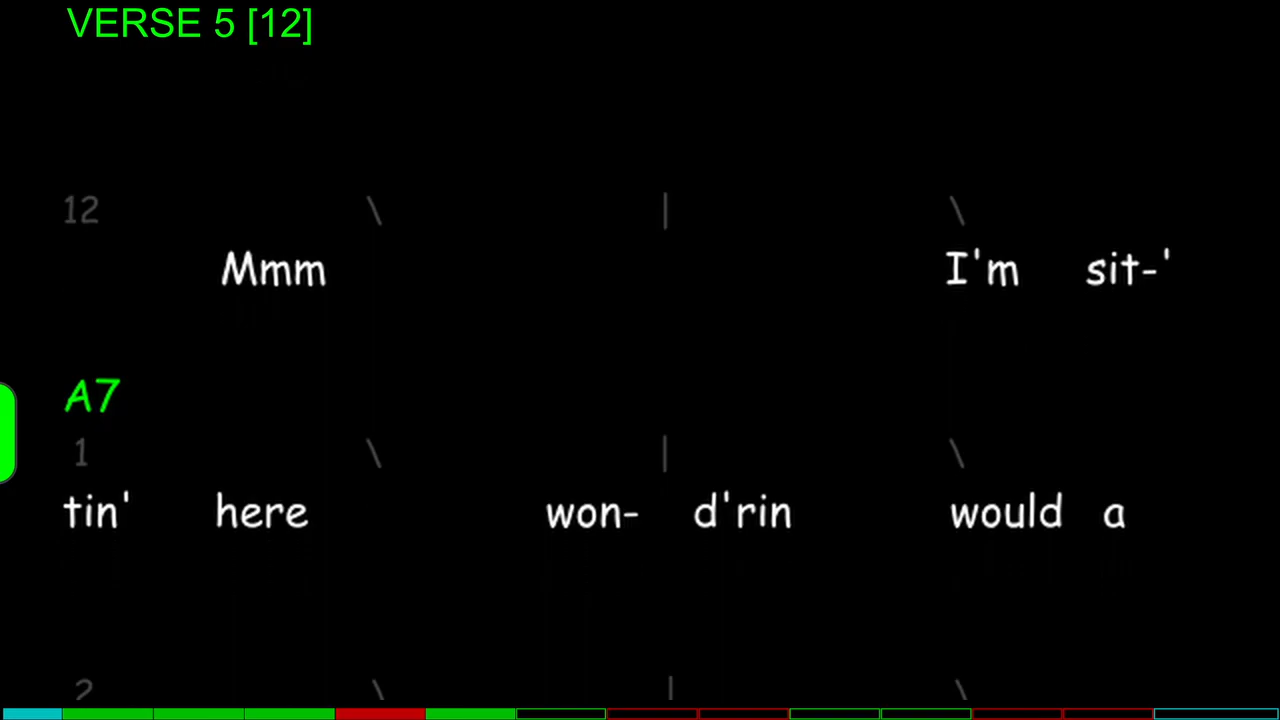 VERSE 5 [12]
12 \ | \
Mmm I'm sit-'
A7
1 \ | \
tin' here won- d'rin would a
2 \ | \